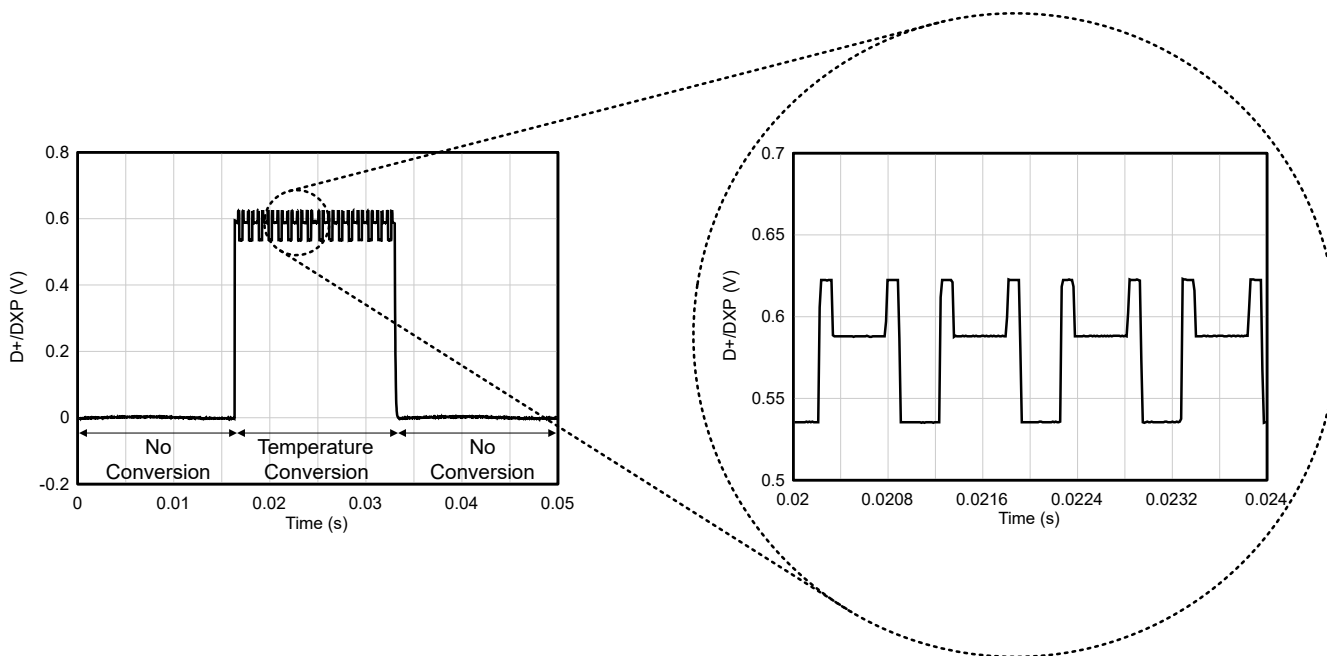 0.8
0.6
0.4
0.2
0
-0.2
D+/DXP (V)
No
Conversion
Temperature
Conversion
No
Conversion
0 0.01 0.02 0.03 0.04 0.05
Time (s)
0.7
0.65
0.6
0.55
0.5
D+/DXP (V)
0.02 0.0208 0.0216 0.0224 0.0232 0.024
Time (s)